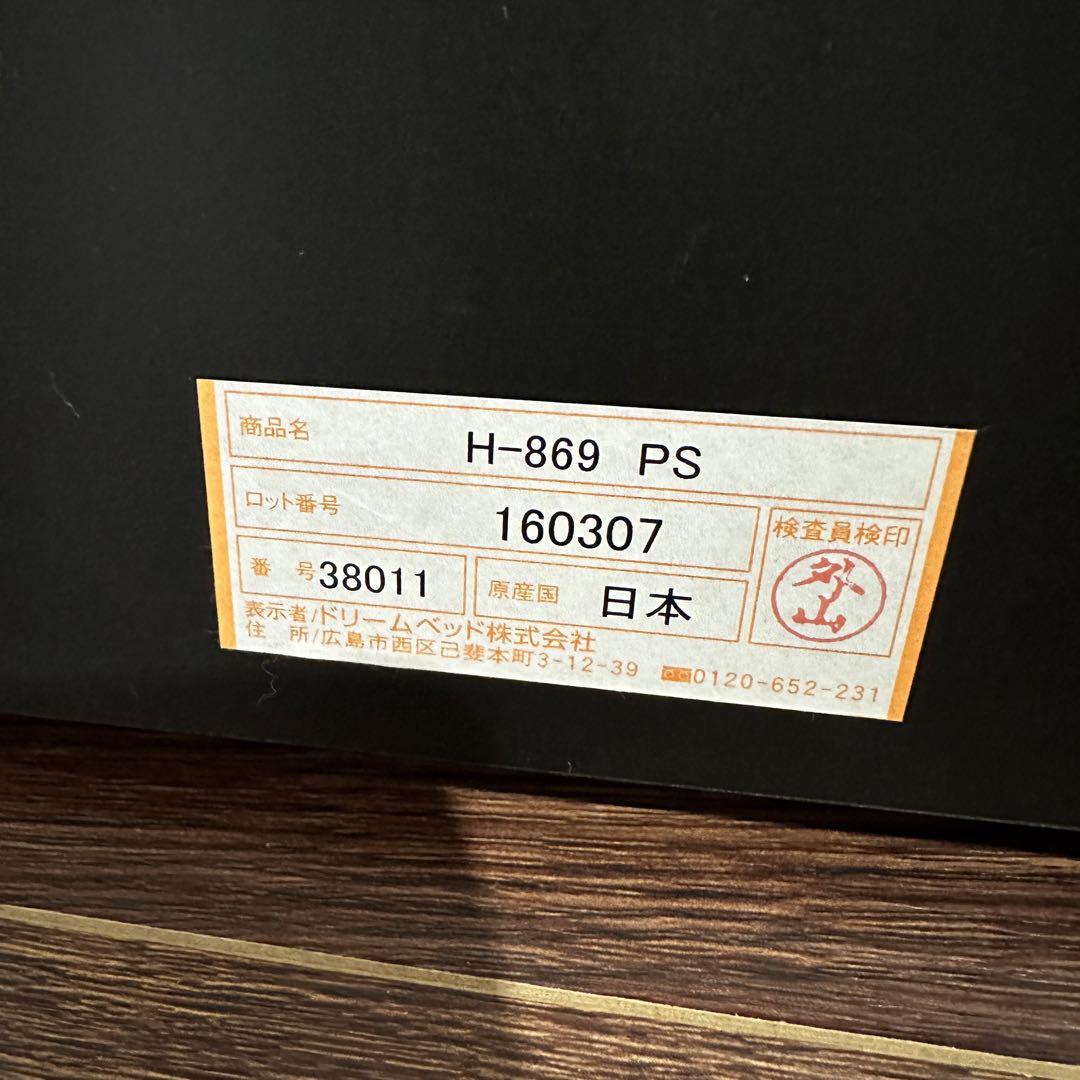 商品名 H-869 PS
ロット番号 160307
検査員検印
外山
番 号 38011 原産国 日本
表示者/ドリームベッド株式会社
住 所/広島市西区己斐本町3-12-39 0120-652-231